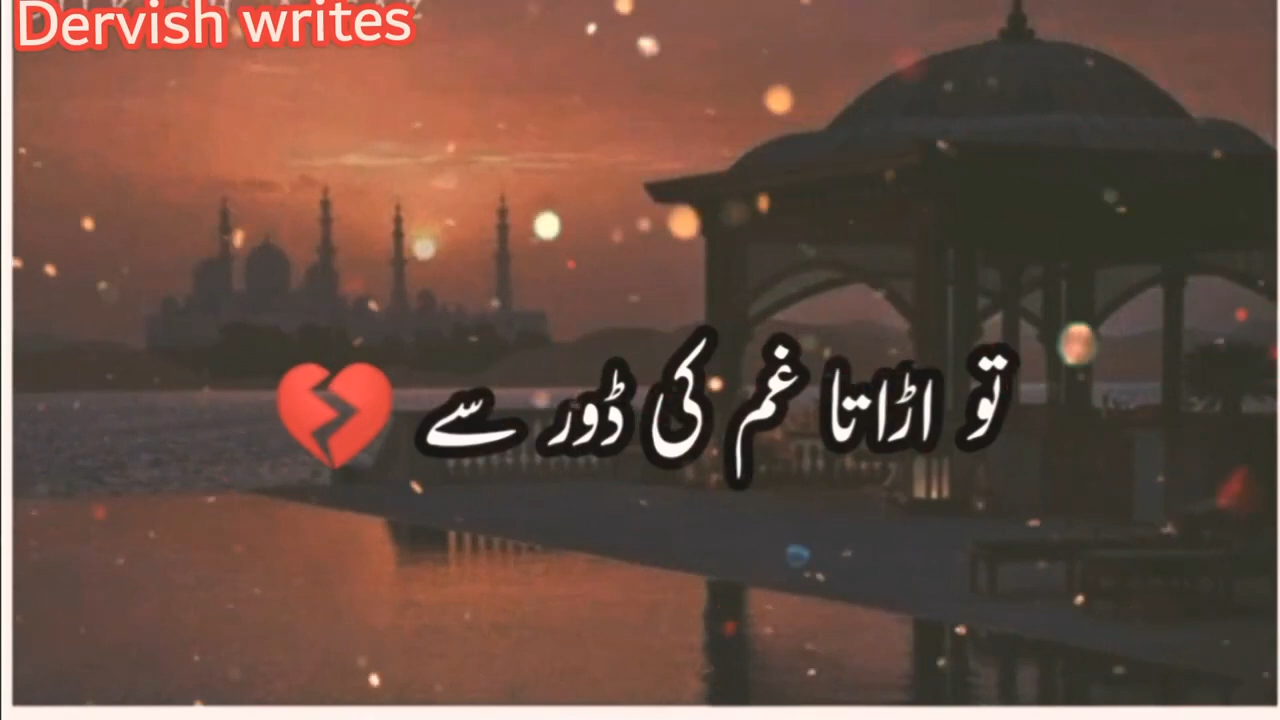 Dervish writes
تو اڑاتا غم کی ڈور سے 💔